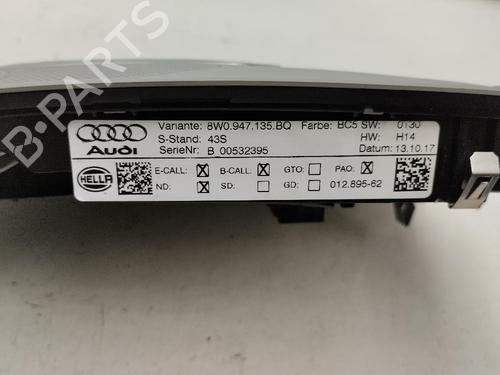 Variante: 8W0.947.135.BQ Farbe: BC5 SW: 0130
S-Stand: 43S HW: H14
SerieNr: B_00532395 Datum: 13.10.17
Audi
HELLA
E-CALL: B-CALL: GTO: PAO:
ND: SD: GD: 012.895-62
B-PARTS